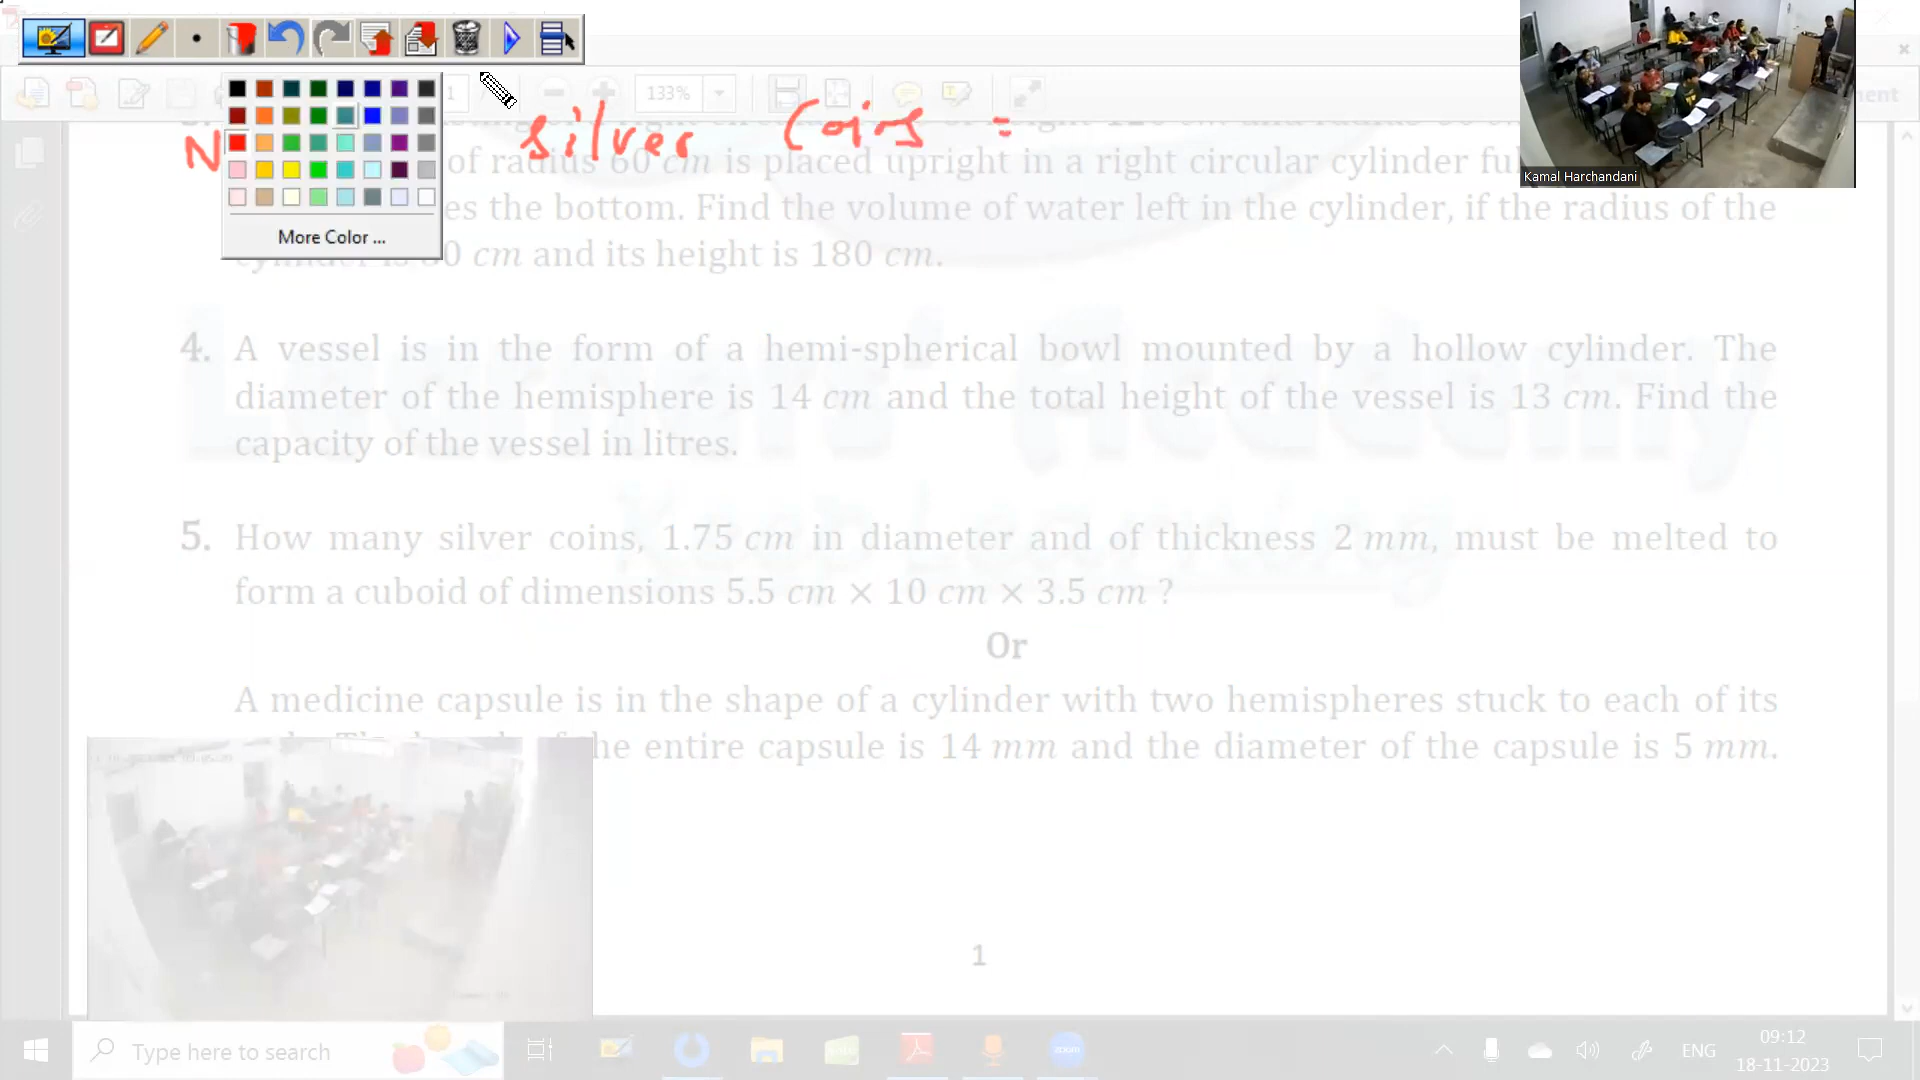 1
133%
N silver Coins =
of radius 60 cm is placed upright in a right circular cylinder
es the bottom. Find the volume of water left in the cylinder, if the radius of the
0 cm and its height is 180 cm.
More Color ...
Kamal Harchandani
4. A vessel is in the form of a hemi-spherical bowl mounted by a hollow cylinder. The
diameter of the hemisphere is 14 cm and the total height of the vessel is 13 cm. Find the
capacity of the vessel in litres.
Learners' Academy
Keep Learning
5. How many silver coins, 1.75 cm in diameter and of thickness 2 mm, must be melted to
form a cuboid of dimensions 5.5 cm × 10 cm × 3.5 cm ?
Or
A medicine capsule is in the shape of a cylinder with two hemispheres stuck to each of its
he entire capsule is 14 mm and the diameter of the capsule is 5 mm.
1
Type here to search
zoom
ENG
09:12
18-11-2023